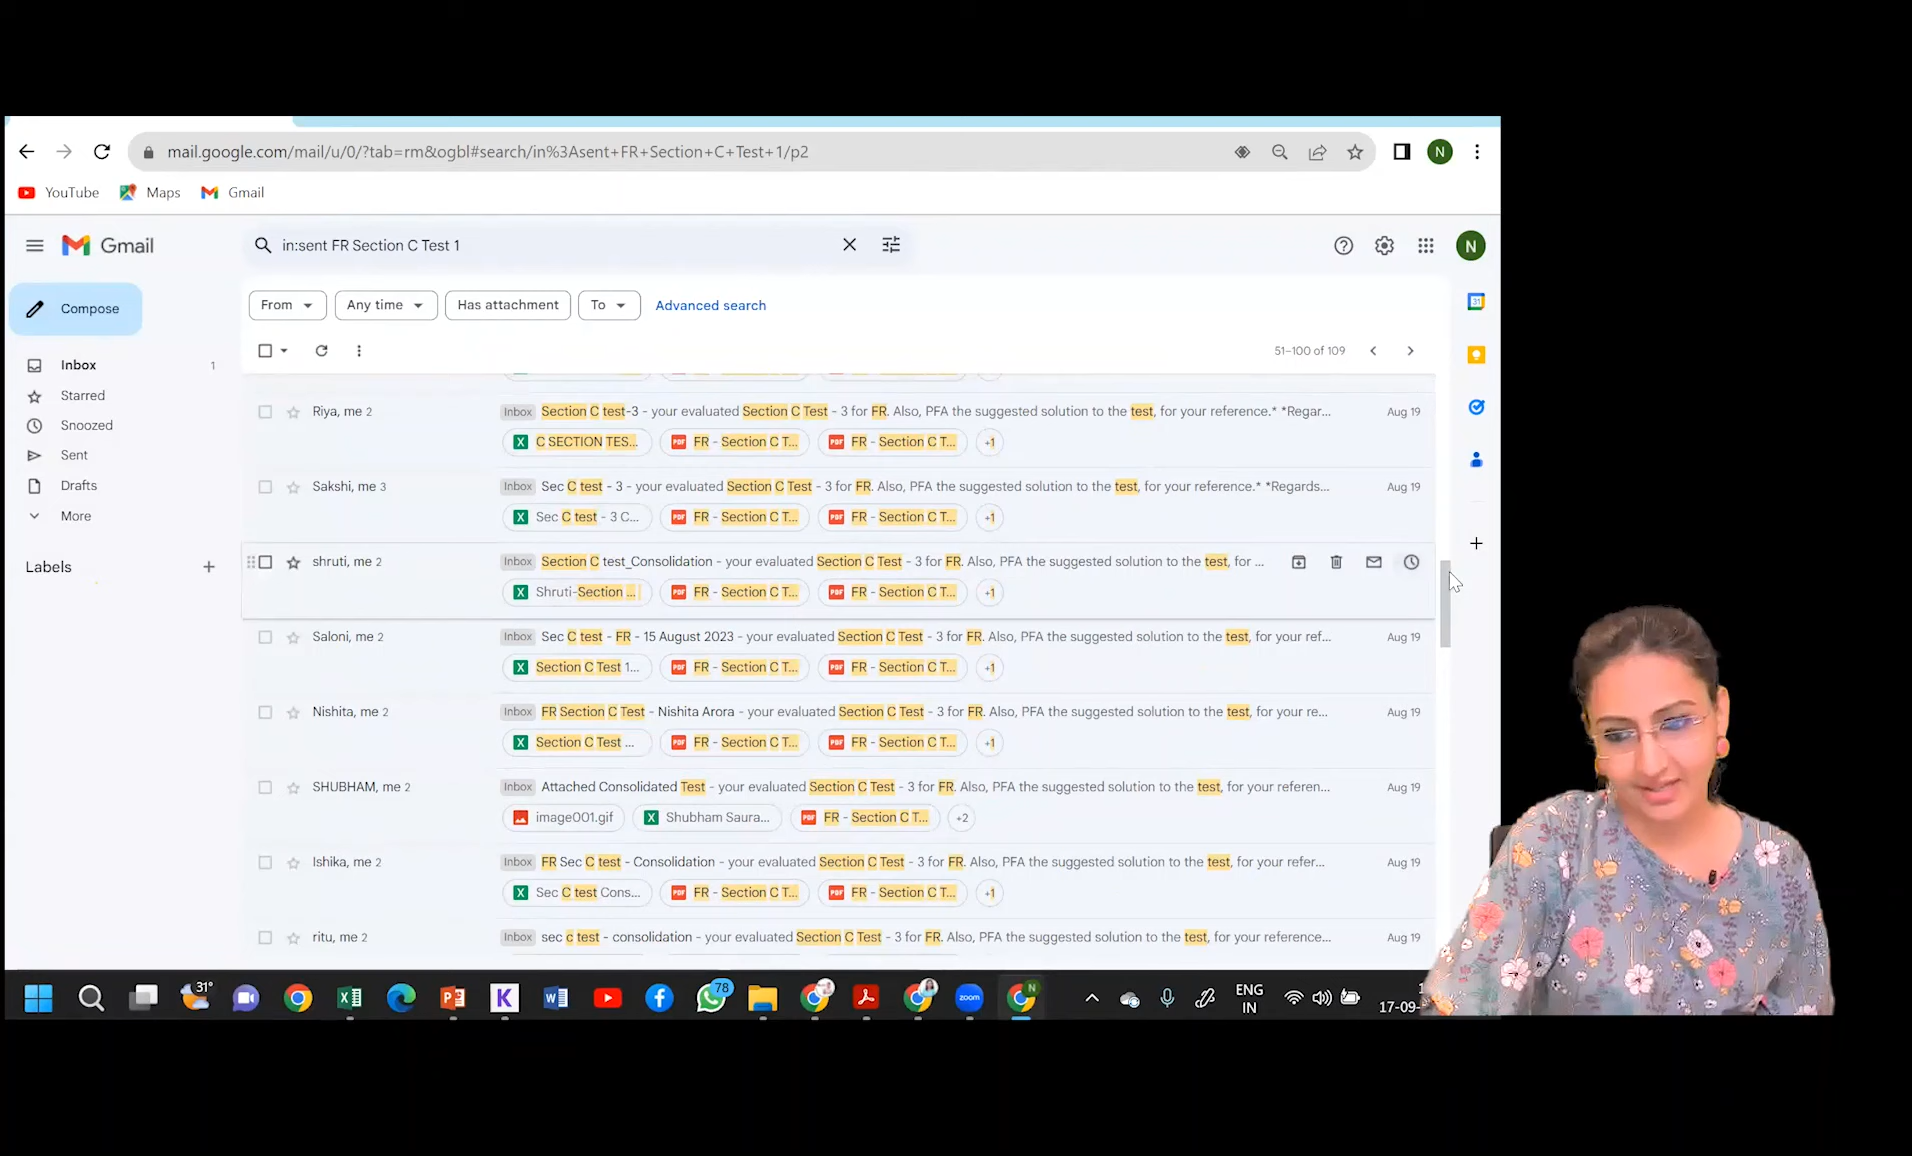 mail.google.com/mail/u/0/?tab=rm&ogbl#search/in%3Asent+FR+Section+C+Test+1/p2
N
YouTube
Maps
Gmail
Gmail
in:sent FR Section C Test 1
N
Compose
From
Any time
Has attachment
To
Advanced search
51–100 of 109
Inbox
1
Starred
Snoozed
Sent
Drafts
More
Labels
Riya, me 2
Inbox Section C test-3 - your evaluated Section C Test - 3 for FR. Also, PFA the suggested solution to the test, for your reference.* *Regar...
Aug 19
C SECTION TES...
PDF FR - Section C T...
PDF FR - Section C T...
+1
Sakshi, me 3
Inbox Sec C test - 3 - your evaluated Section C Test - 3 for FR. Also, PFA the suggested solution to the test, for your reference.* *Regards...
Aug 19
Sec C test - 3 C...
PDF FR - Section C T...
PDF FR - Section C T...
+1
shruti, me 2
Inbox Section C test_Consolidation - your evaluated Section C Test - 3 for FR. Also, PFA the suggested solution to the test, for ...
Shruti-Section ...
PDF FR - Section C T...
PDF FR - Section C T...
+1
Saloni, me 2
Inbox Sec C test - FR - 15 August 2023 - your evaluated Section C Test - 3 for FR. Also, PFA the suggested solution to the test, for your ref...
Aug 19
Section C Test 1...
PDF FR - Section C T...
PDF FR - Section C T...
+1
Nishita, me 2
Inbox FR Section C Test - Nishita Arora - your evaluated Section C Test - 3 for FR. Also, PFA the suggested solution to the test, for your re...
Aug 19
Section C Test ...
PDF FR - Section C T...
PDF FR - Section C T...
+1
SHUBHAM, me 2
Inbox Attached Consolidated Test - your evaluated Section C Test - 3 for FR. Also, PFA the suggested solution to the test, for your referen...
Aug 19
image001.gif
Shubham Saura...
PDF FR - Section C T...
+2
Ishika, me 2
Inbox FR Sec C test - Consolidation - your evaluated Section C Test - 3 for FR. Also, PFA the suggested solution to the test, for your refer...
Aug 19
Sec C test Cons...
PDF FR - Section C T...
PDF FR - Section C T...
+1
ritu, me 2
Inbox sec c test - consolidation - your evaluated Section C Test - 3 for FR. Also, PFA the suggested solution to the test, for your reference...
Aug 19
31
31°
78
zoom
N
ENG
IN
17-09-